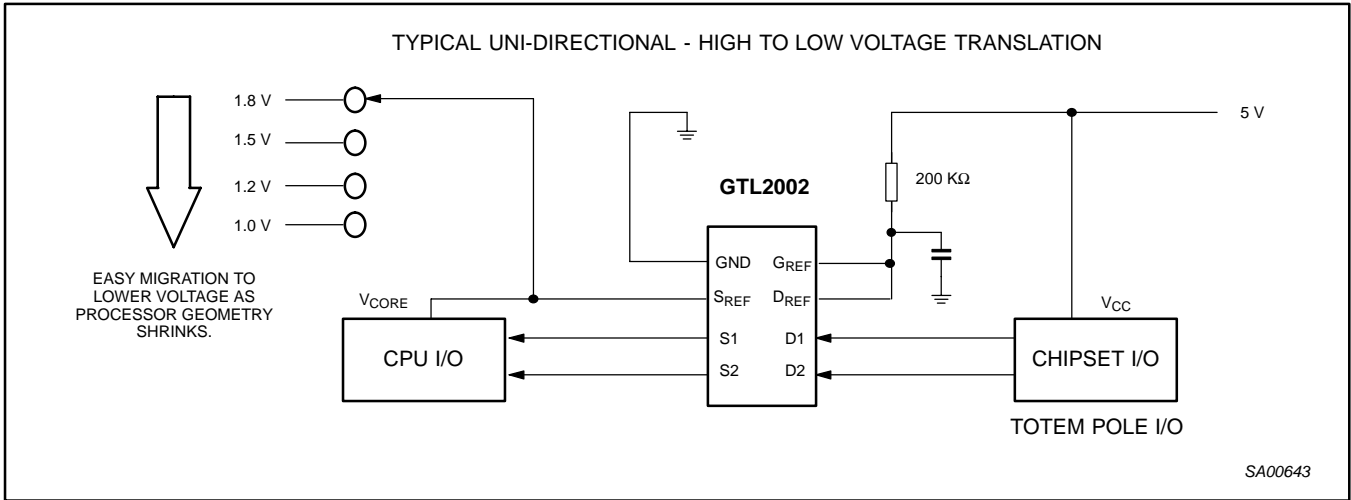 TYPICAL UNI-DIRECTIONAL - HIGH TO LOW VOLTAGE TRANSLATION
1.8 V
1.5 V
1.2 V
1.0 V
EASY MIGRATION TO
LOWER VOLTAGE AS
PROCESSOR GEOMETRY
SHRINKS.
5 V
200 KΩ
GTL2002
GND GREF
SREF DREF
S1 D1
S2 D2
VCORE
CPU I/O
VCC
CHIPSET I/O
TOTEM POLE I/O
SA00643